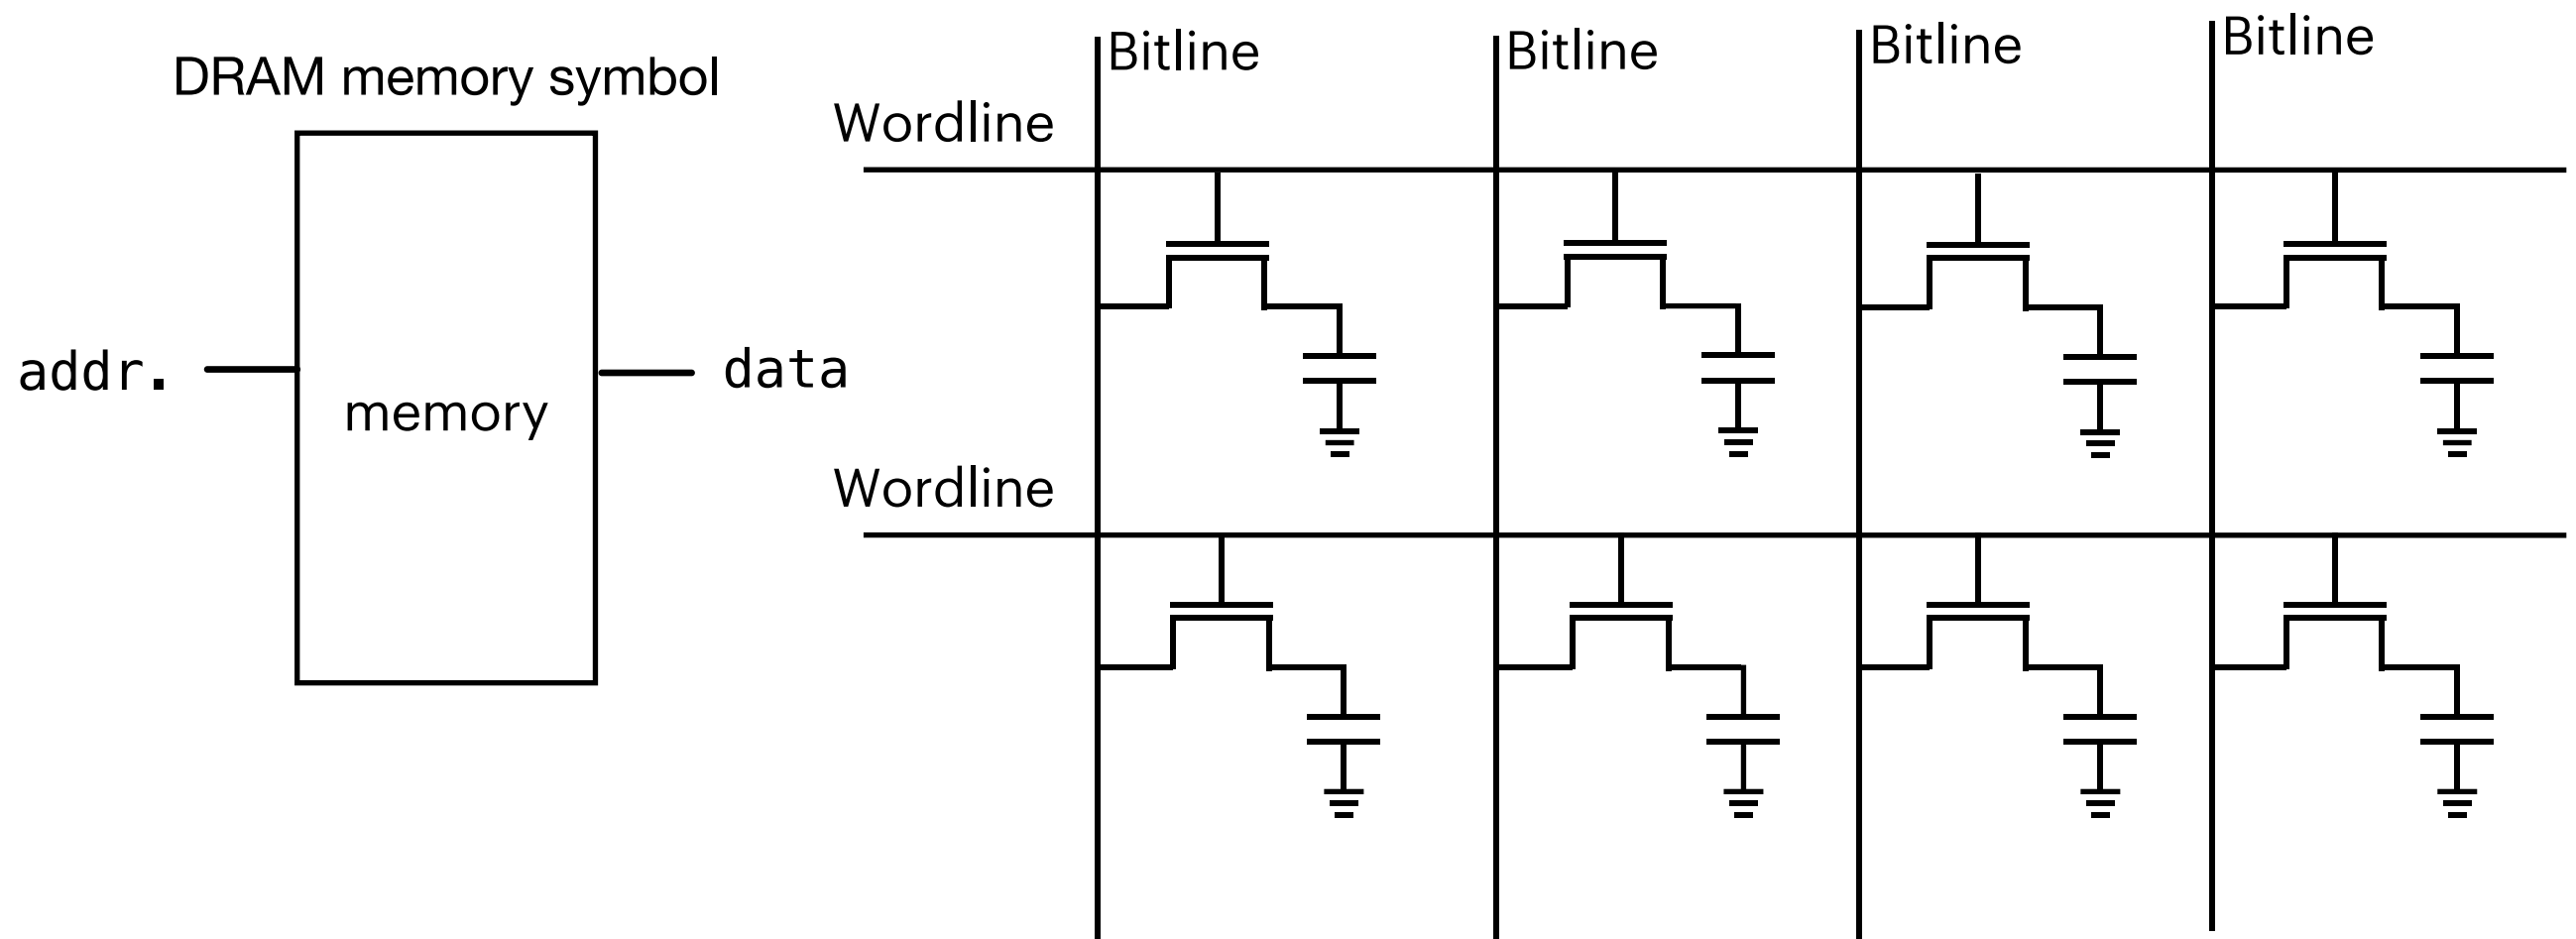 DRAM memory symbol
addr.
memory
data
Bitline
Bitline
Bitline
Bitline
Wordline
Wordline